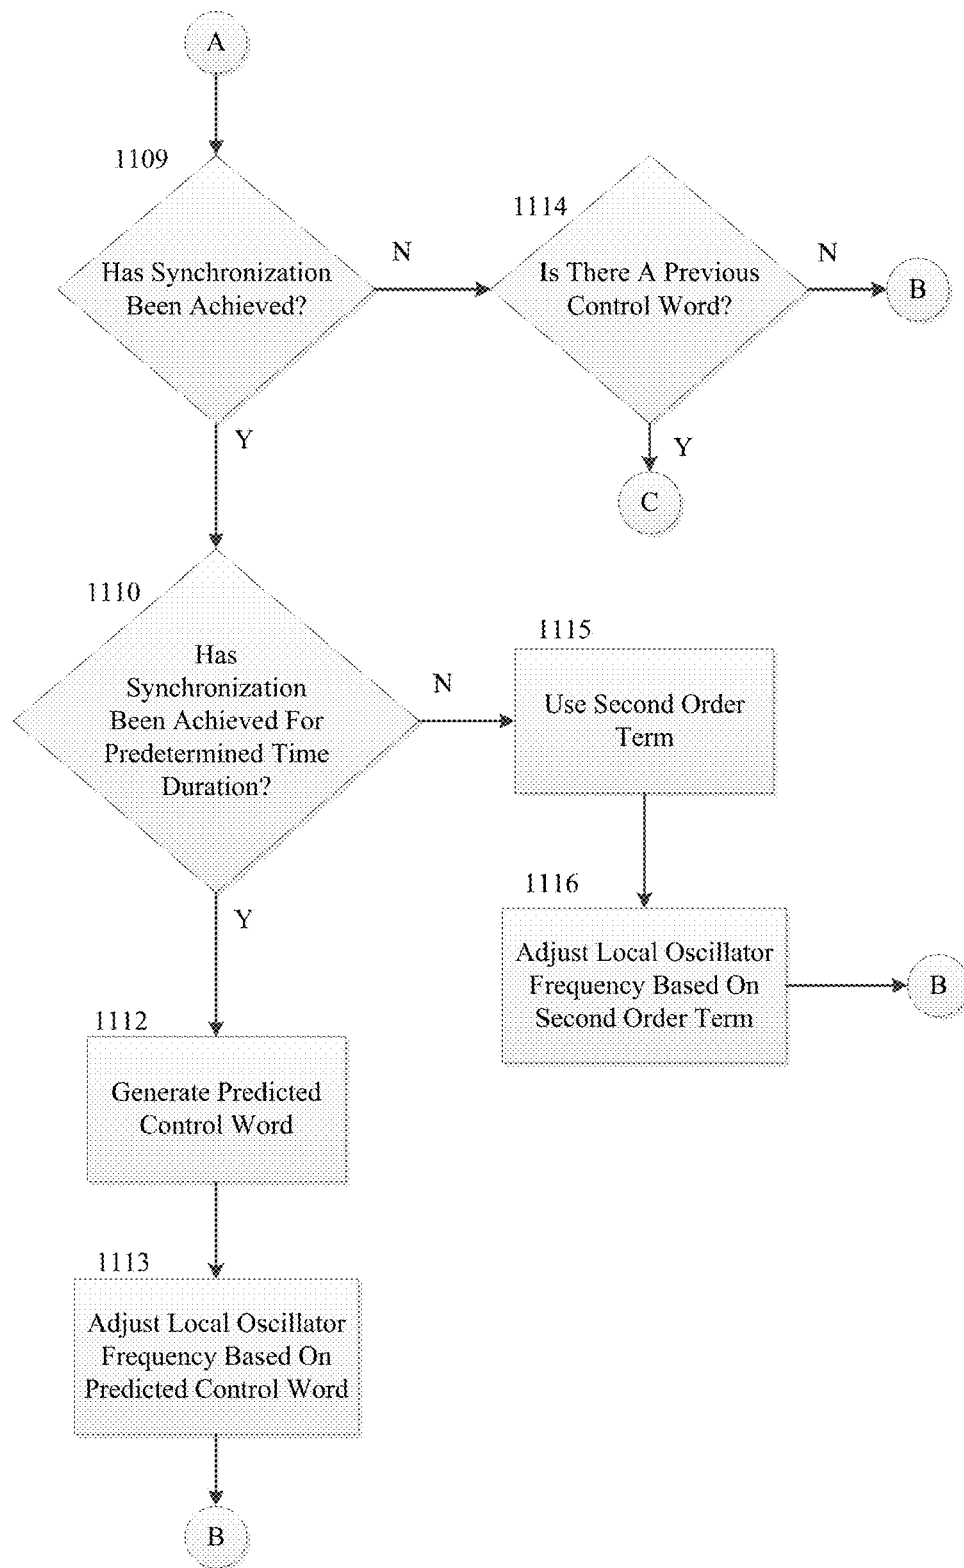 A
1109
Has Synchronization
Been Achieved?
N
1114
Is There A Previous
Control Word?
N
B
Y
C
Y
1110
Has
Synchronization
Been Achieved For
Predetermined Time
Duration?
N
1115
Use Second Order
Term
1116
Adjust Local Oscillator
Frequency Based On
Second Order Term
B
Y
1112
Generate Predicted
Control Word
1113
Adjust Local Oscillator
Frequency Based On
Predicted Control Word
B